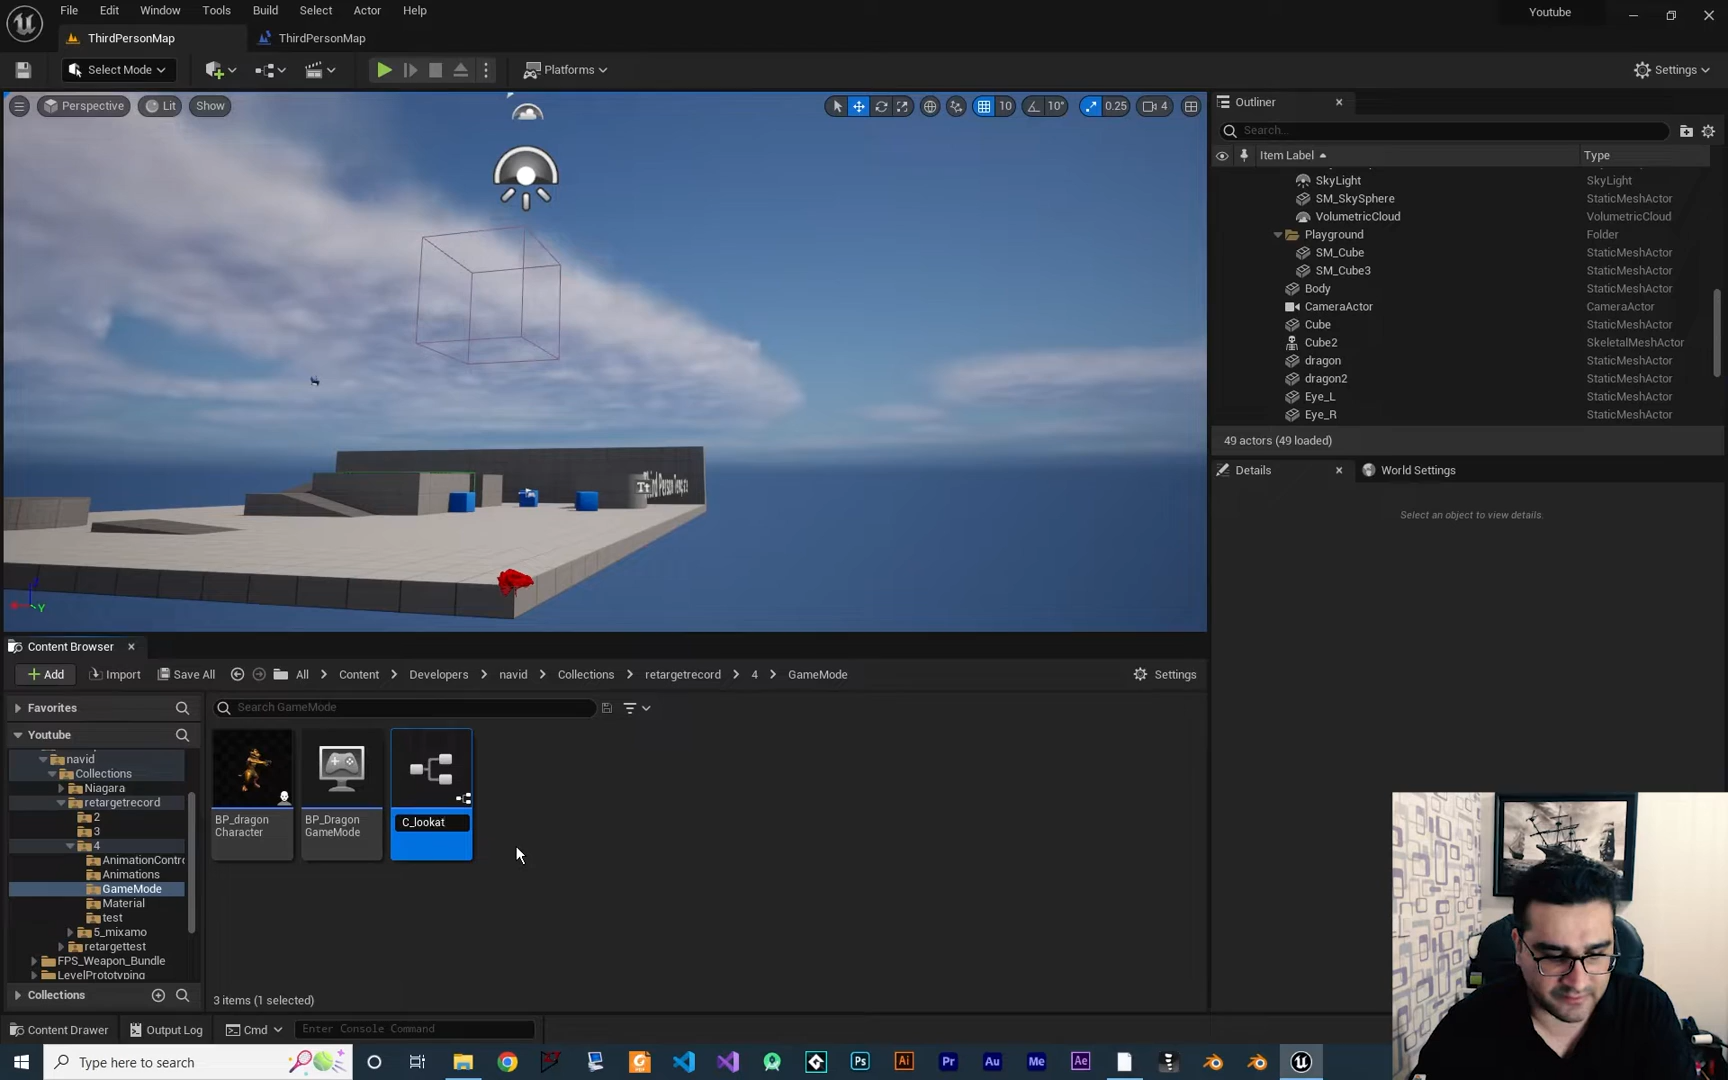 File Edit Window Tools Build Select Actor Help
Youtube
ThirdPersonMap
ThirdPersonMap
Select Mode
Platforms
Settings
Perspective
Lit
Show
10
10°
0.25
4
Outliner
Search...
Item Label
Type
SkyLight
SkyLight
SM_SkySphere
StaticMeshActor
VolumetricCloud
VolumetricCloud
Playground
Folder
SM_Cube
StaticMeshActor
SM_Cube3
StaticMeshActor
Body
StaticMeshActor
CameraActor
CameraActor
Cube
StaticMeshActor
Cube2
SkeletalMeshActor
dragon
StaticMeshActor
dragon2
StaticMeshActor
Eye_L
StaticMeshActor
Eye_R
StaticMeshActor
49 actors (49 loaded)
Details
World Settings
Select an object to view details.
Y
Content Browser
Add
Import
Save All
All
Content
Developers
navid
Collections
retargetrecord
4
GameMode
Settings
Favorites
Search GameMode
Youtube
navid
Collections
Niagara
retargetrecord
2
3
4
AnimationContro
Animations
GameMode
Material
test
5_mixamo
retargettest
FPS_Weapon_Bundle
LevelPrototyping
Collections
BP_dragon
Character
BP_Dragon
GameMode
C_lookat
3 items (1 selected)
Content Drawer
Output Log
Cmd
Enter Console Command
Type here to search
Ps
Ai
Pr
Au
Me
Ae